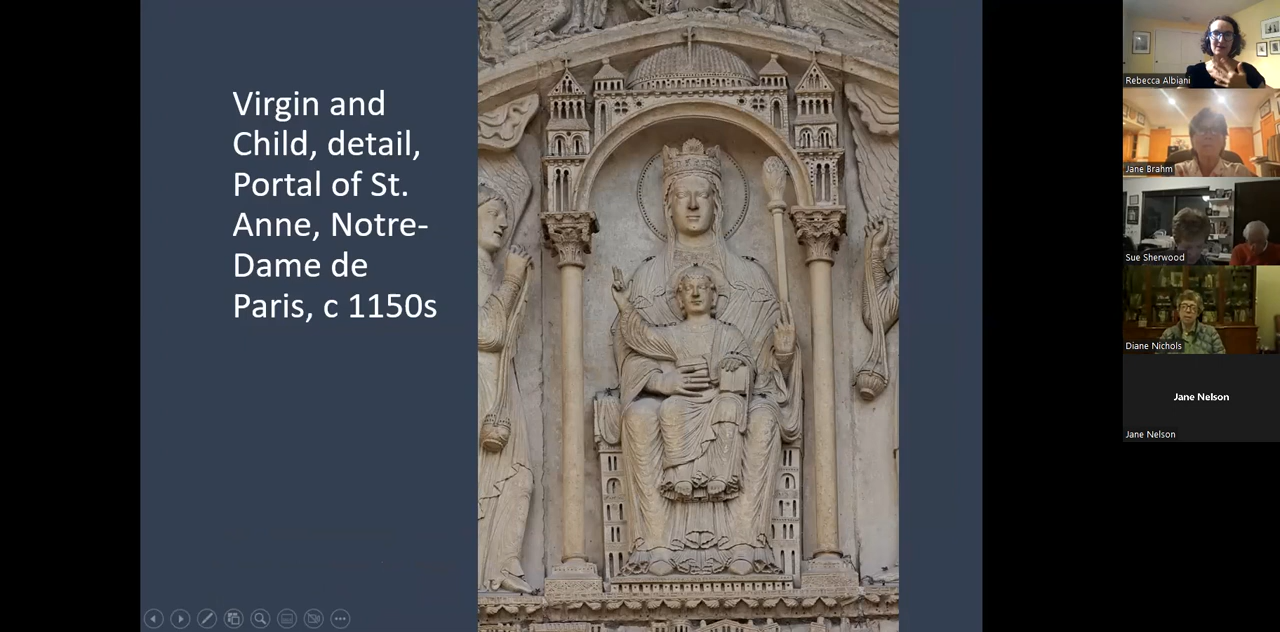 Virgin and
Child, detail,
Portal of St.
Anne, Notre-
Dame de
Paris, c 1150s
Rebecca Albiani
Jane Brahm
Sue Sherwood
Diane Nichols
Jane Nelson
Jane Nelson